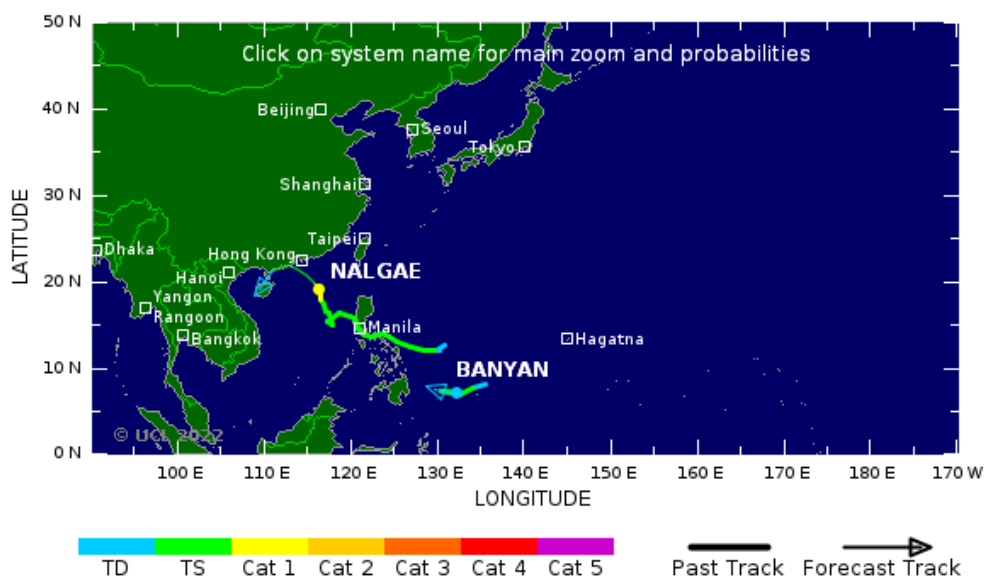 50 N
Click on system name for main zoom and probabilities
40 N
Beijing
Seoul
Tokyo
30 N
Shanghai
LATITUDE
Taipei
Dhaka
Hong Kong
20 N
Hanoi
NALGAE
Yangon
Rangoon
Manila
Bangkok
Hagatna
10 N
BANYAN
© UCL 2022
0 N
100 E 110 E 120 E 130 E 140 E 150 E 160 E 170 E 180 E 170 W
LONGITUDE
TD TS Cat 1 Cat 2 Cat 3 Cat 4 Cat 5 Past Track Forecast Track